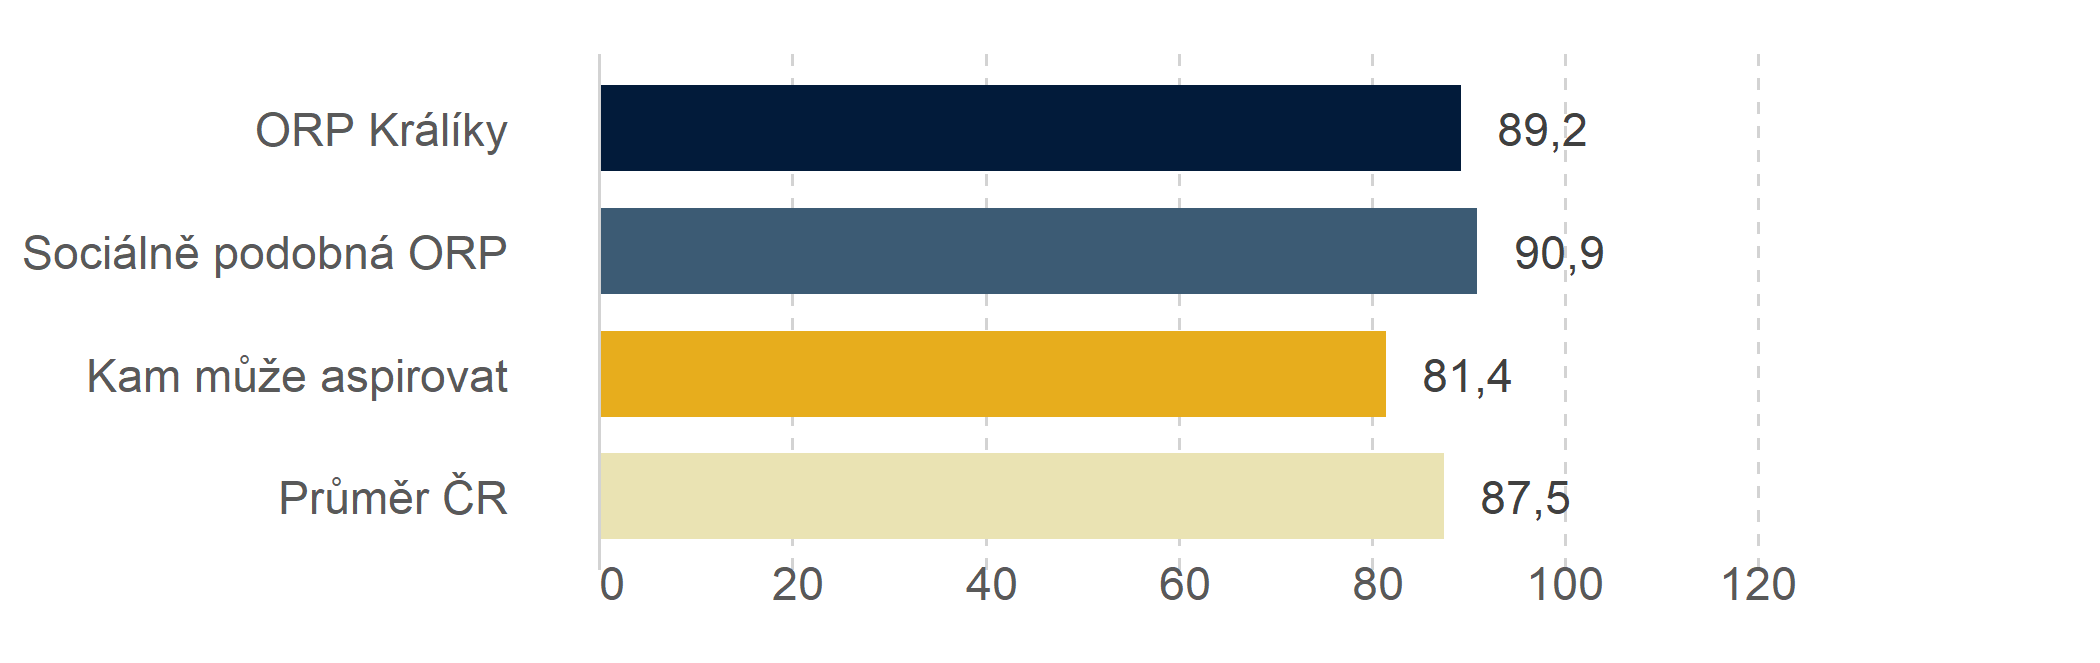 ORP Králíky
89,2
Sociálně podobná ORP
90,9
Kam může aspirovat
81,4
Průměr ČR
87,5
0 20 40 60 80 100 120